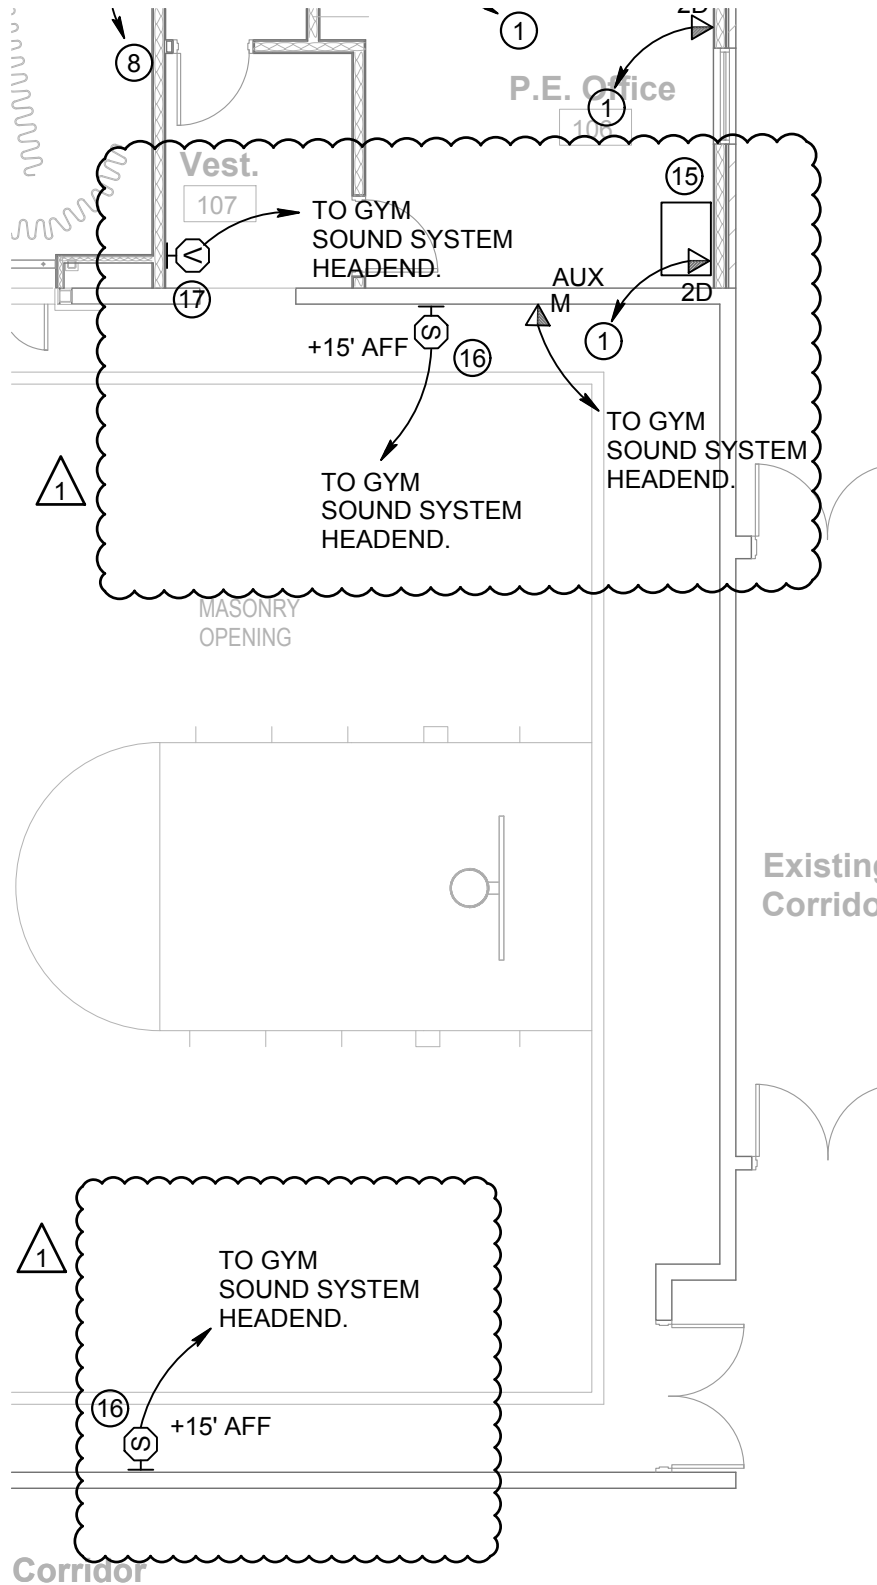 2D
1
8
P.E. Office
1
106
Vest.
107
15
TO GYM
SOUND SYSTEM
HEADEND.
V
17
AUX
M
2D
1
+15' AFF
S
16
TO GYM
SOUND SYSTEM
HEADEND.
TO GYM
SOUND SYSTEM
HEADEND.
1
MASONRY
OPENING
Existing
Corrido
1
TO GYM
SOUND SYSTEM
HEADEND.
16
+15' AFF
S
Corridor